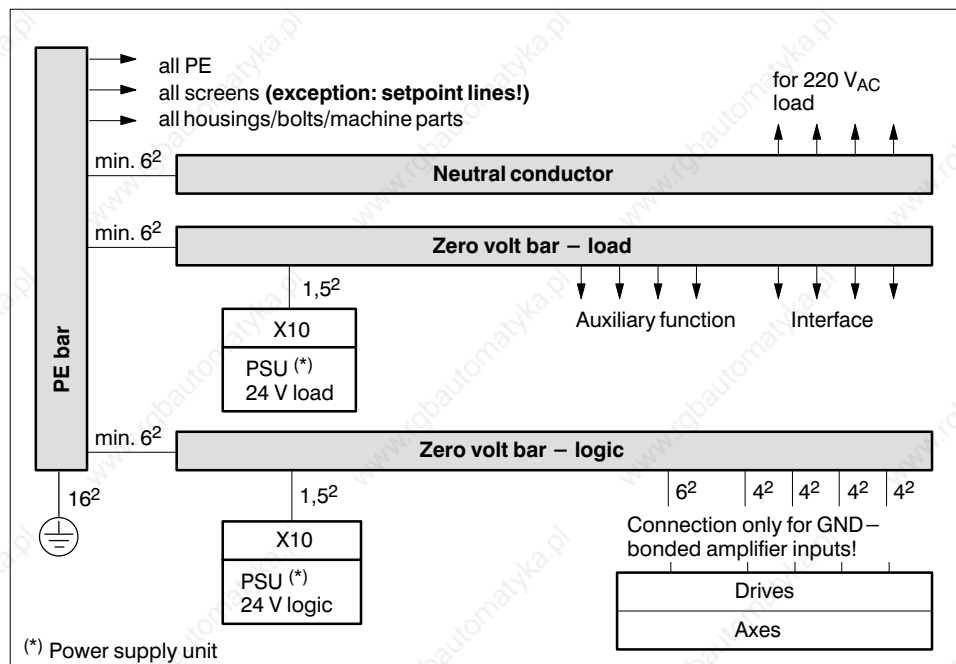 all PE
all screens (exception: setpoint lines!)
all housings/bolts/machine parts
for 220 VAC
load
min. 6²
Neutral conductor
min. 6²
Zero volt bar – load
1,5²
X10
PSU (*)
24 V load
Auxiliary function
Interface
PE bar
min. 6²
Zero volt bar – logic
16²
1,5²
6²
4²
4²
4²
4²
X10
PSU (*)
24 V logic
Connection only for GND–
bonded amplifier inputs!
Drives
Axes
(*) Power supply unit
www.rgbautomatyka.pl